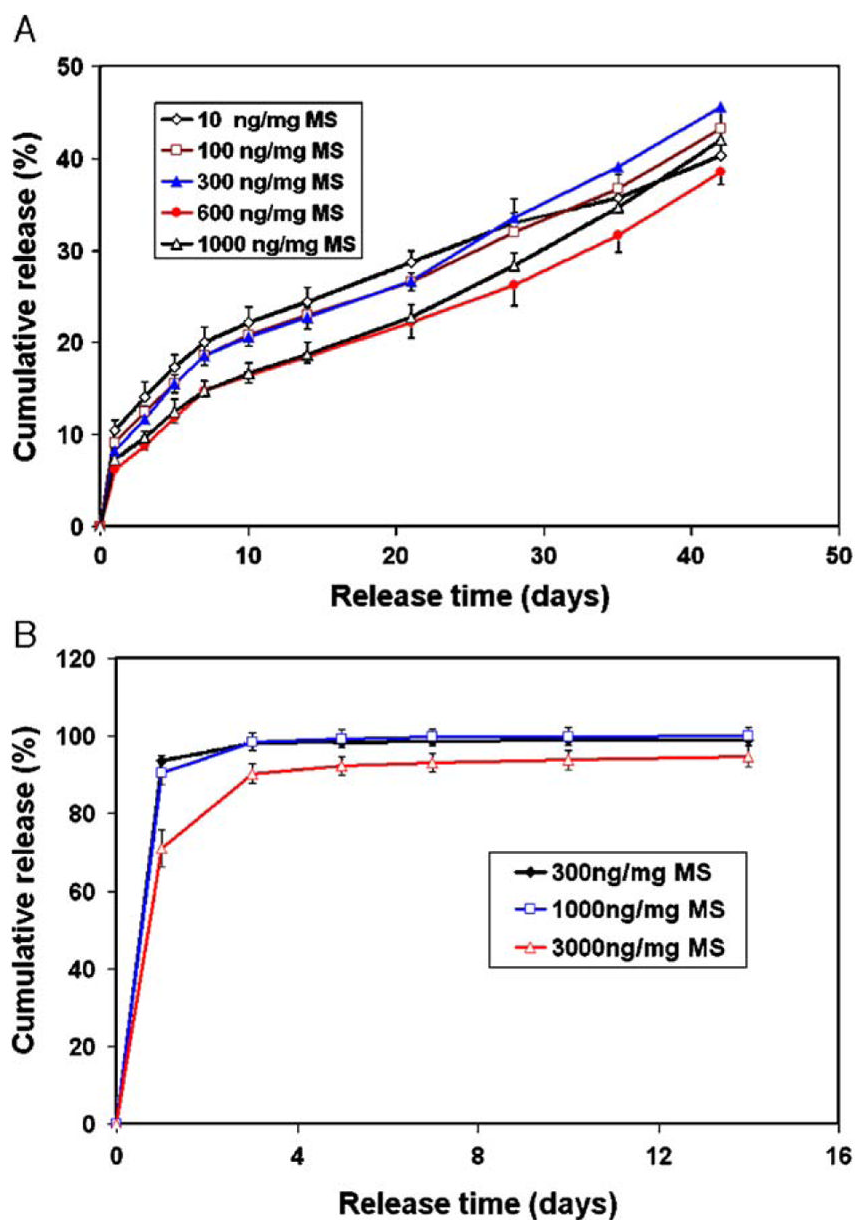 A
50
40
30
20
10
0
Cumulative release (%)
10 ng/mg MS
100 ng/mg MS
300 ng/mg MS
600 ng/mg MS
1000 ng/mg MS
0 10 20 30 40 50
Release time (days)
B
120
100
80
60
40
20
0
Cumulative release (%)
300ng/mg MS
1000ng/mg MS
3000ng/mg MS
0 4 8 12 16
Release time (days)